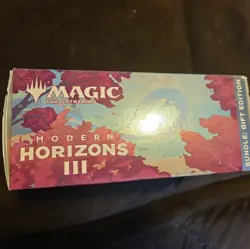 MAGIC
THE GATHERING
MODERN
HORIZONS
III
BUNDLE: GIFT EDITION